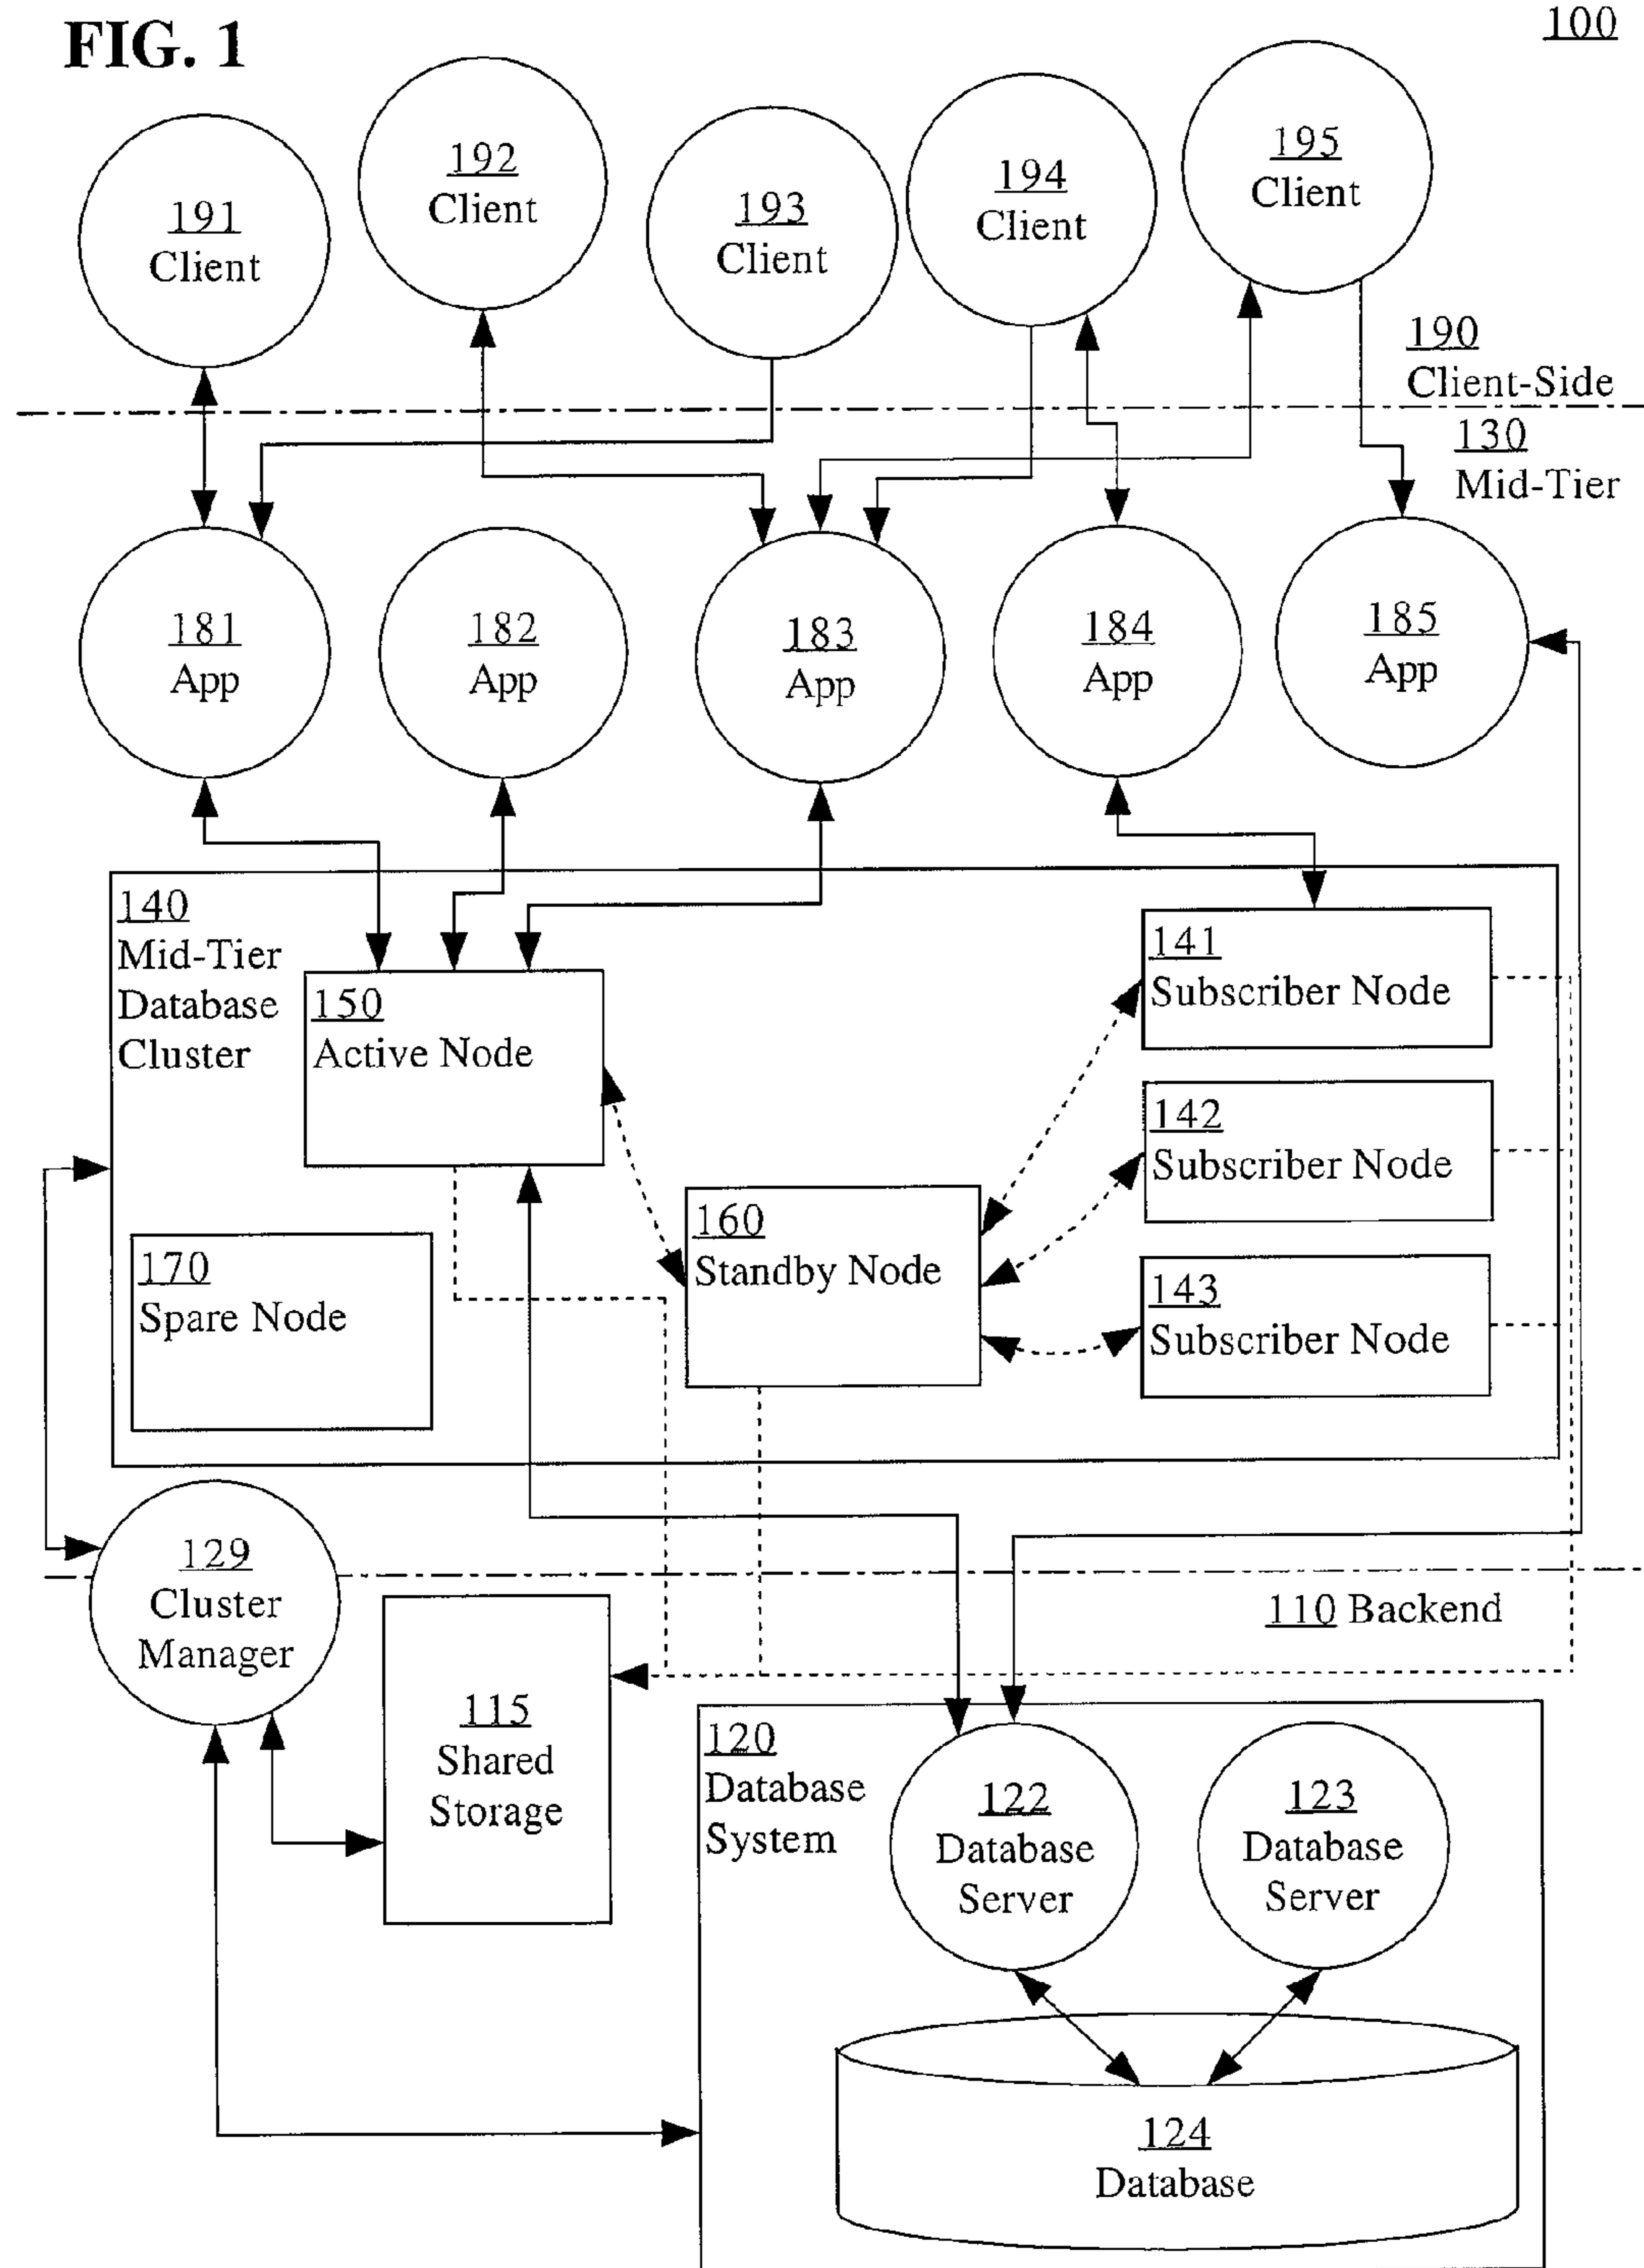 FIG. 1
100
191
Client
192
Client
193
Client
194
Client
195
Client
190
Client-Side
130
Mid-Tier
181
App
182
App
183
App
184
App
185
App
140
Mid-Tier
Database
Cluster
150
Active Node
141
Subscriber Node
142
Subscriber Node
143
Subscriber Node
160
Standby Node
170
Spare Node
129
Cluster
Manager
110 Backend
115
Shared
Storage
120
Database
System
122
Database
Server
123
Database
Server
124
Database